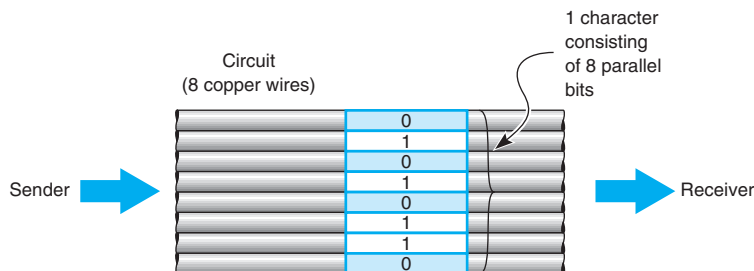 1 character
consisting
of 8 parallel
bits
Circuit
(8 copper wires)
0
1
0
1
0
1
1
0
Sender
Receiver